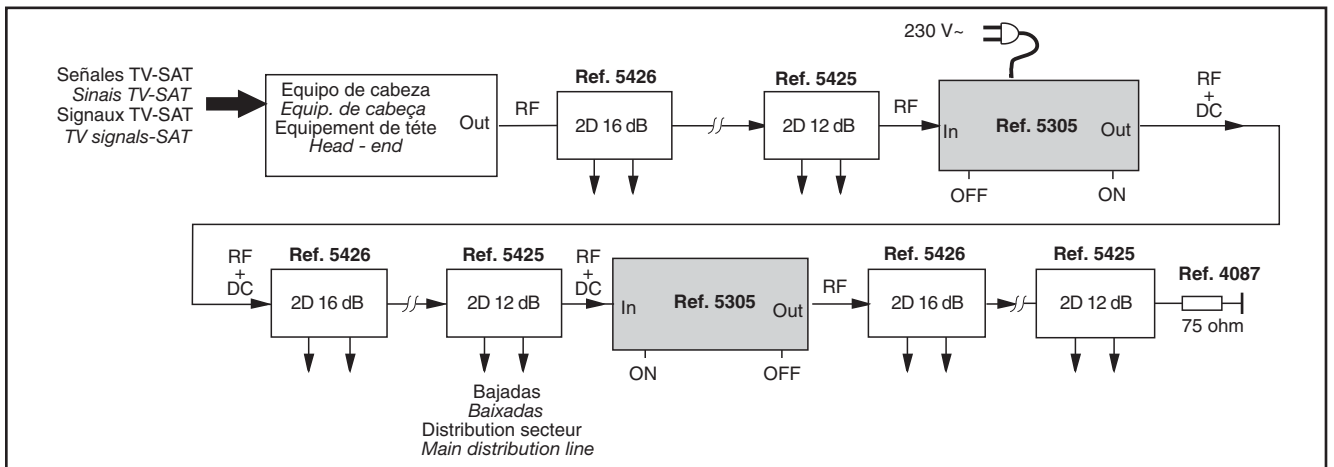 230 V~
Señales TV-SAT
Sinais TV-SAT
Signaux TV-SAT
TV signals-SAT
Equipo de cabeza
Equip. de cabeça
Equipement de téte
Head - end
Out
RF
Ref. 5426
2D 16 dB
Ref. 5425
2D 12 dB
RF
In
Ref. 5305
Out
OFF
ON
RF
+
DC
RF
+
DC
Ref. 5426
2D 16 dB
Ref. 5425
2D 12 dB
RF
+
DC
In
Ref. 5305
Out
ON
OFF
RF
Ref. 5426
2D 16 dB
Ref. 5425
2D 12 dB
Ref. 4087
75 ohm
Bajadas
Baixadas
Distribution secteur
Main distribution line